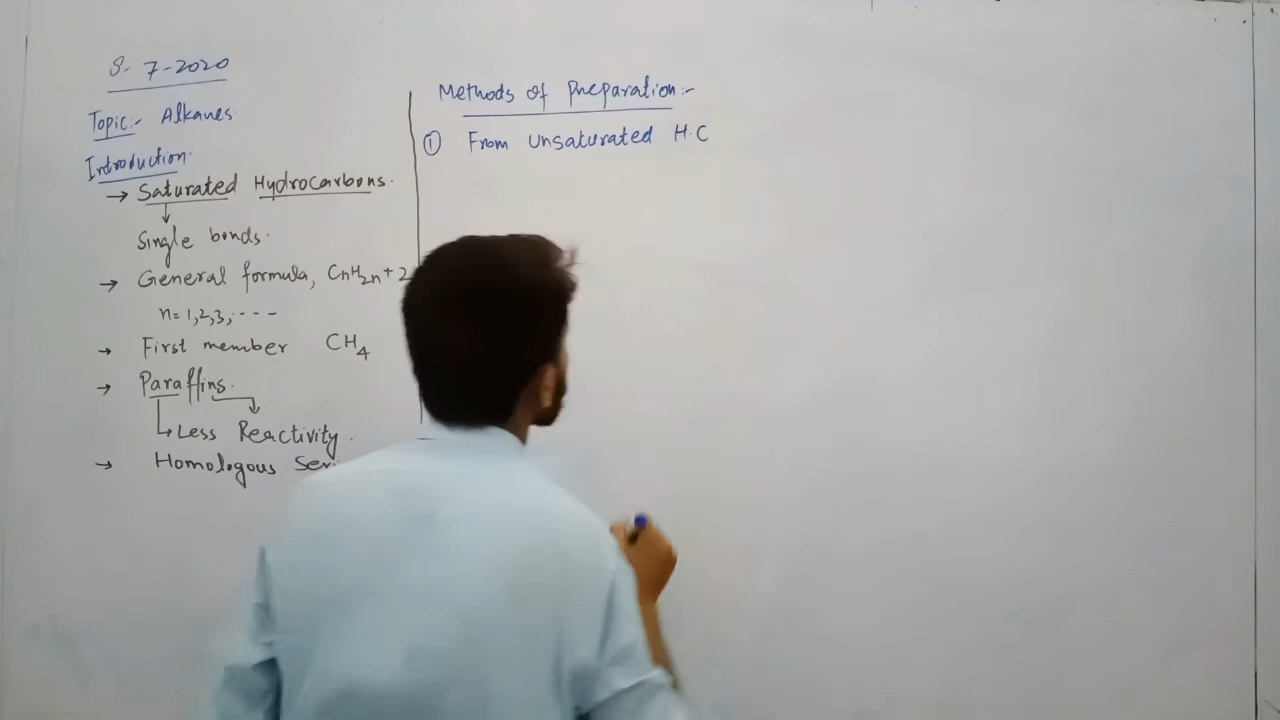 8-7-2020
Topic:- Alkanes.
Introduction.
→ Saturated Hydrocarbons.
↓
Single bonds.
→ General formula, CnH2n+2
n=1,2,3,---
→ First member CH4
→ Paraffins.
↳ Less Reactivity.
→ Homologous
Methods of Preparation:-
① From Unsaturated H.C